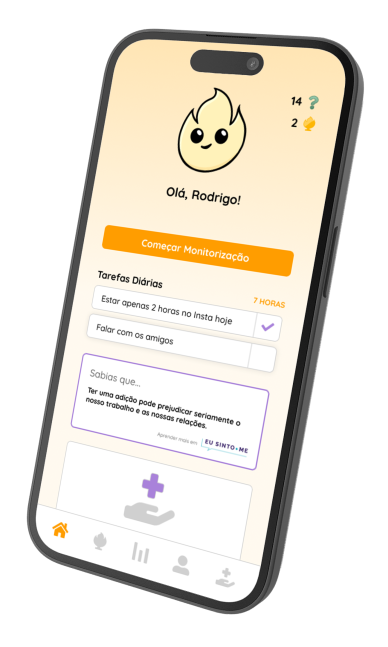 14 ?
2
Olá, Rodrigo!
Começar Monitorização
Tarefas Diárias
7 HORAS
Estar apenas 2 horas no Insta hoje
Falar com os amigos
Sabias que...
Ter uma adição pode prejudicar seriamente o
nosso trabalho e as nossas relações.
Aprender mais em
EU SINTO+ME